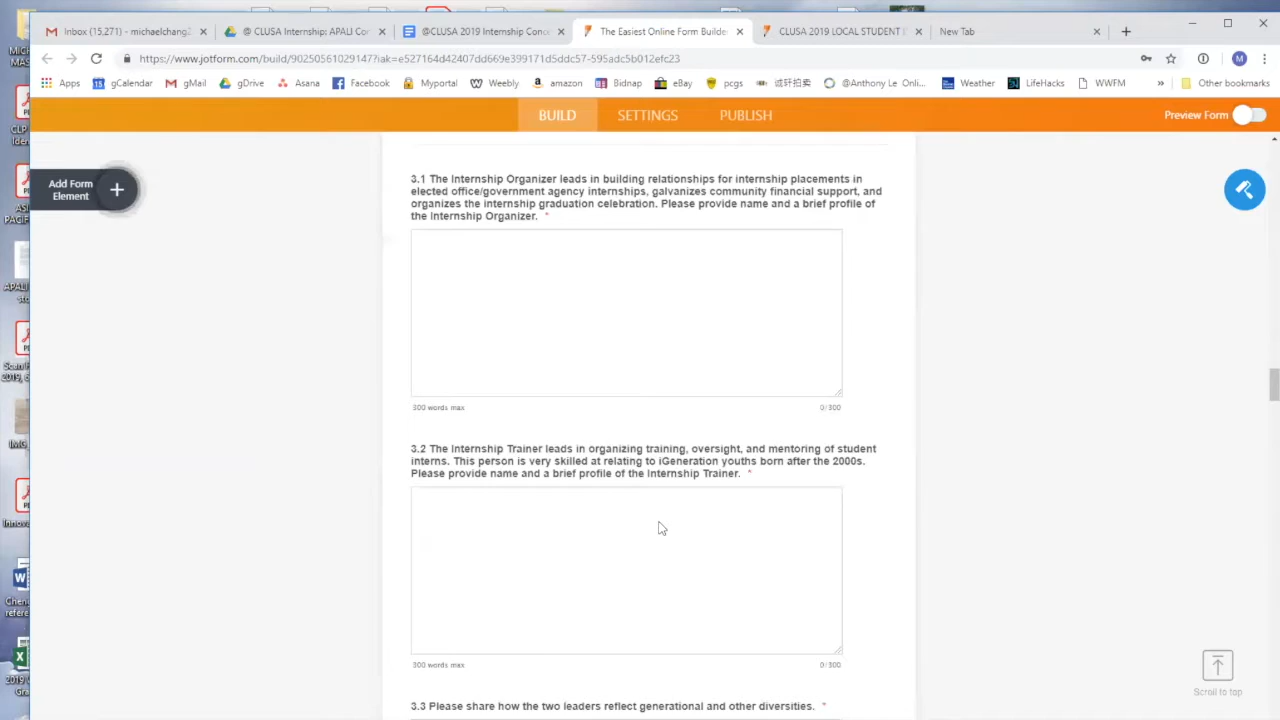 Inbox (15,271) - michaelchang
@ CLUSA Internship: APALI Co
@CLUSA 2019 Internship Conce
The Easiest Online Form Builder
CLUSA 2019 LOCAL STUDENT I
New Tab
https://www.jotform.com/build/90250561029147?iak=e527164d42407dd669e399171d5ddc57-595adc5b012efc23
Apps
gCalendar
gMail
gDrive
Asana
Facebook
Weebly
Myportal
amazon
Bidnap
eBay
pcgs
诚轩拍卖
@Anthony Le Onli...
Weather
LifeHacks
WWFM
Other bookmarks
BUILD
SETTINGS
PUBLISH
Preview Form
Add Form
Element
3.1 The Internship Organizer leads in building relationships for internship placements in
elected office/government agency internships, galvanizes community financial support, and
organizes the internship graduation celebration. Please provide name and a brief profile of
the Internship Organizer. *
300 words max
0/300
3.2 The Internship Trainer leads in organizing training, oversight, and mentoring of student
interns. This person is very skilled at relating to iGeneration youths born after the 2000s.
Please provide name and a brief profile of the Internship Trainer. *
300 words max
0/300
3.3 Please share how the two leaders reflect generational and other diversities. *
Scroll to top